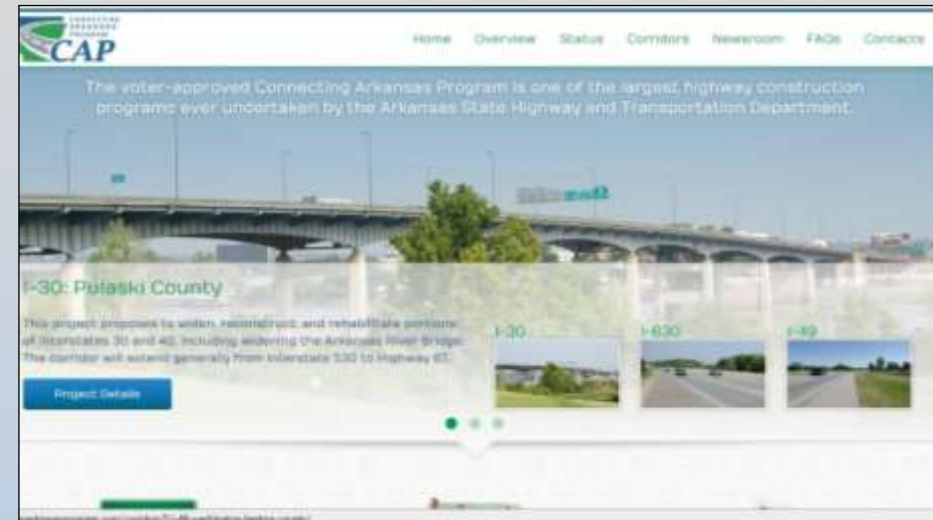 CONNECTING
ARKANSAS
PROGRAM
CAP
Home Overview Status Corridors Newsroom FAQs Contacts
The voter-approved Connecting Arkansas Program is one of the largest highway construction
programs ever undertaken by the Arkansas State Highway and Transportation Department.
I-30: Pulaski County
This project proposes to widen, reconstruct, and rehabilitate portions
of Interstates 30 and 40, including widening the Arkansas River Bridge.
The corridor will extend generally from Interstate 530 to Highway 67.
I-30 I-630 I-49
Project Details